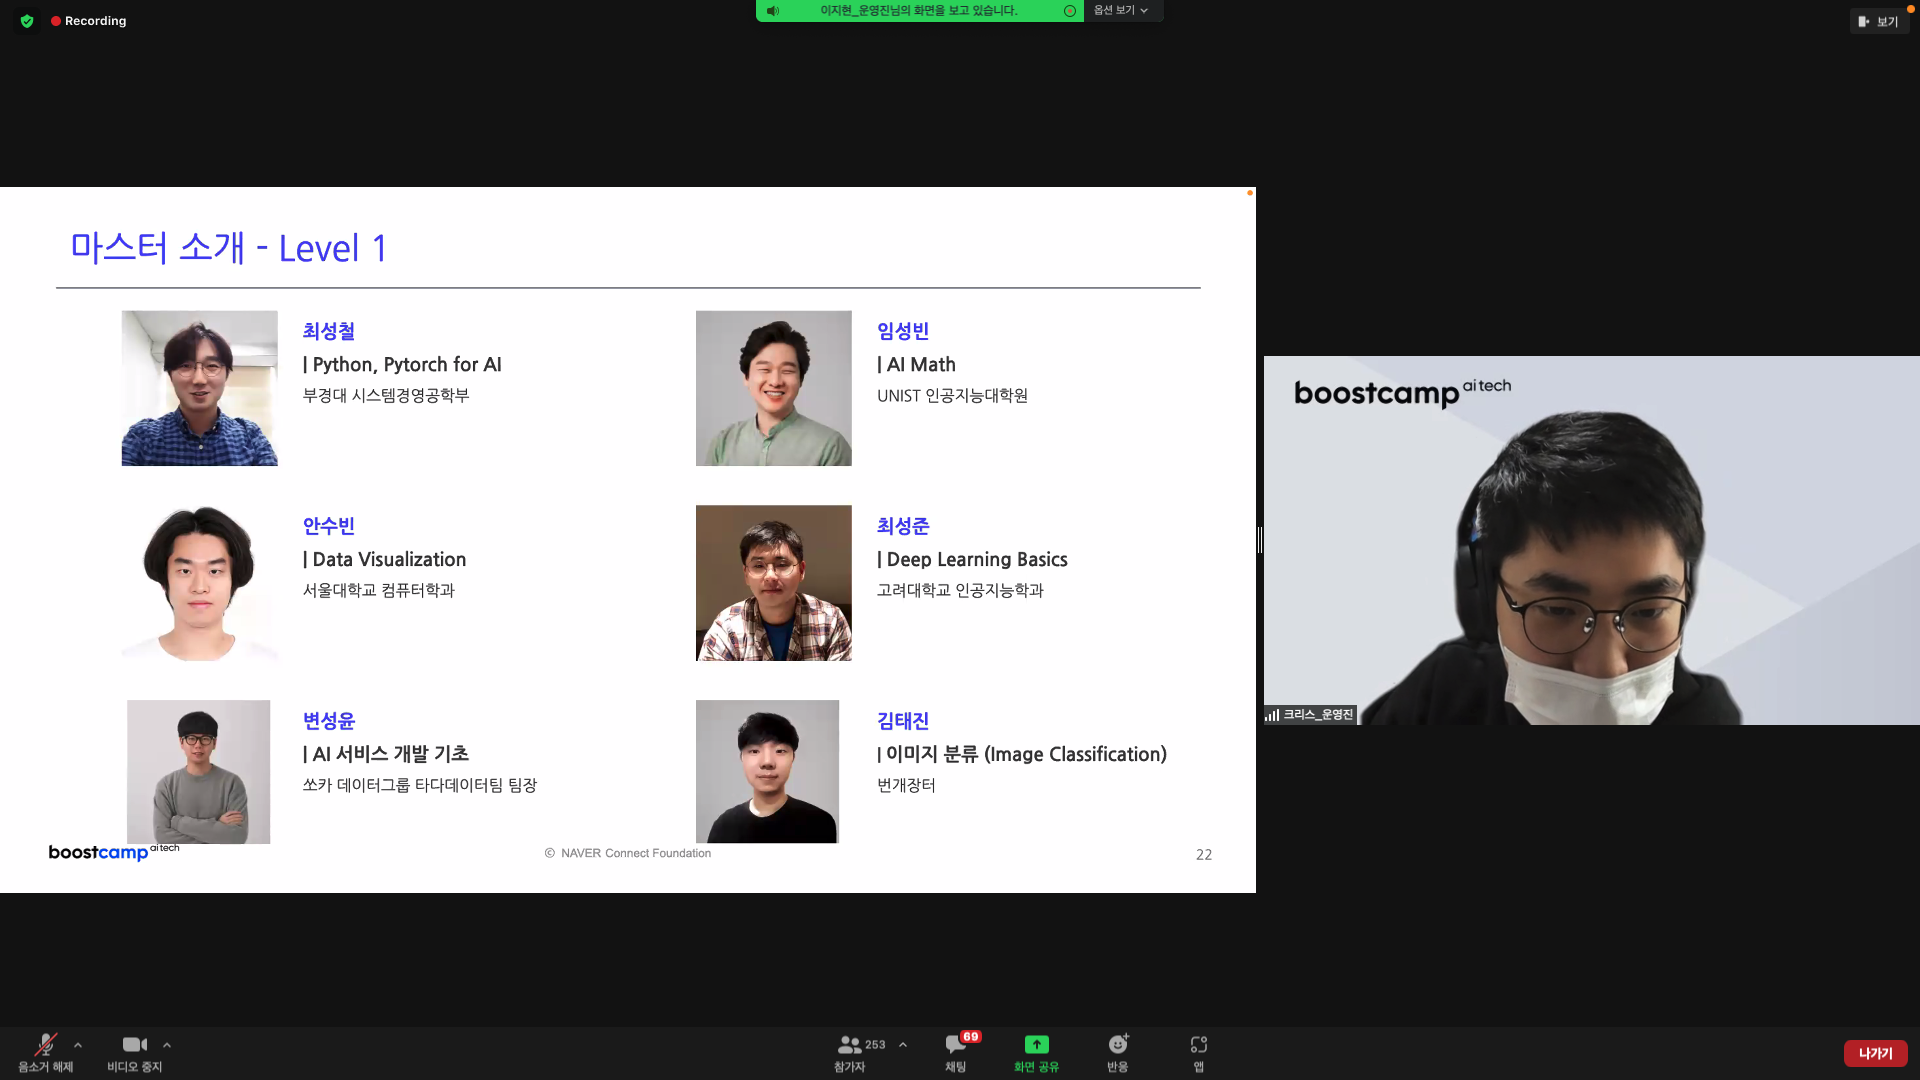 Recording
이지현_운영진님의 화면을 보고 있습니다.
옵션 보기
보기
마스터 소개 - Level 1
최성철
| Python, Pytorch for AI
부경대 시스템경영공학부
임성빈
| AI Math
UNIST 인공지능대학원
안수빈
| Data Visualization
서울대학교 컴퓨터학과
최성준
| Deep Learning Basics
고려대학교 인공지능학과
변성윤
| AI 서비스 개발 기초
쏘카 데이터그룹 타다데이터팀 팀장
김태진
| 이미지 분류 (Image Classification)
번개장터
boostcamp ai tech
© NAVER Connect Foundation
22
boostcamp ai tech
크리스_운영진
음소거 해제
비디오 중지
253
참가자
69
채팅
화면 공유
반응
앱
나가기